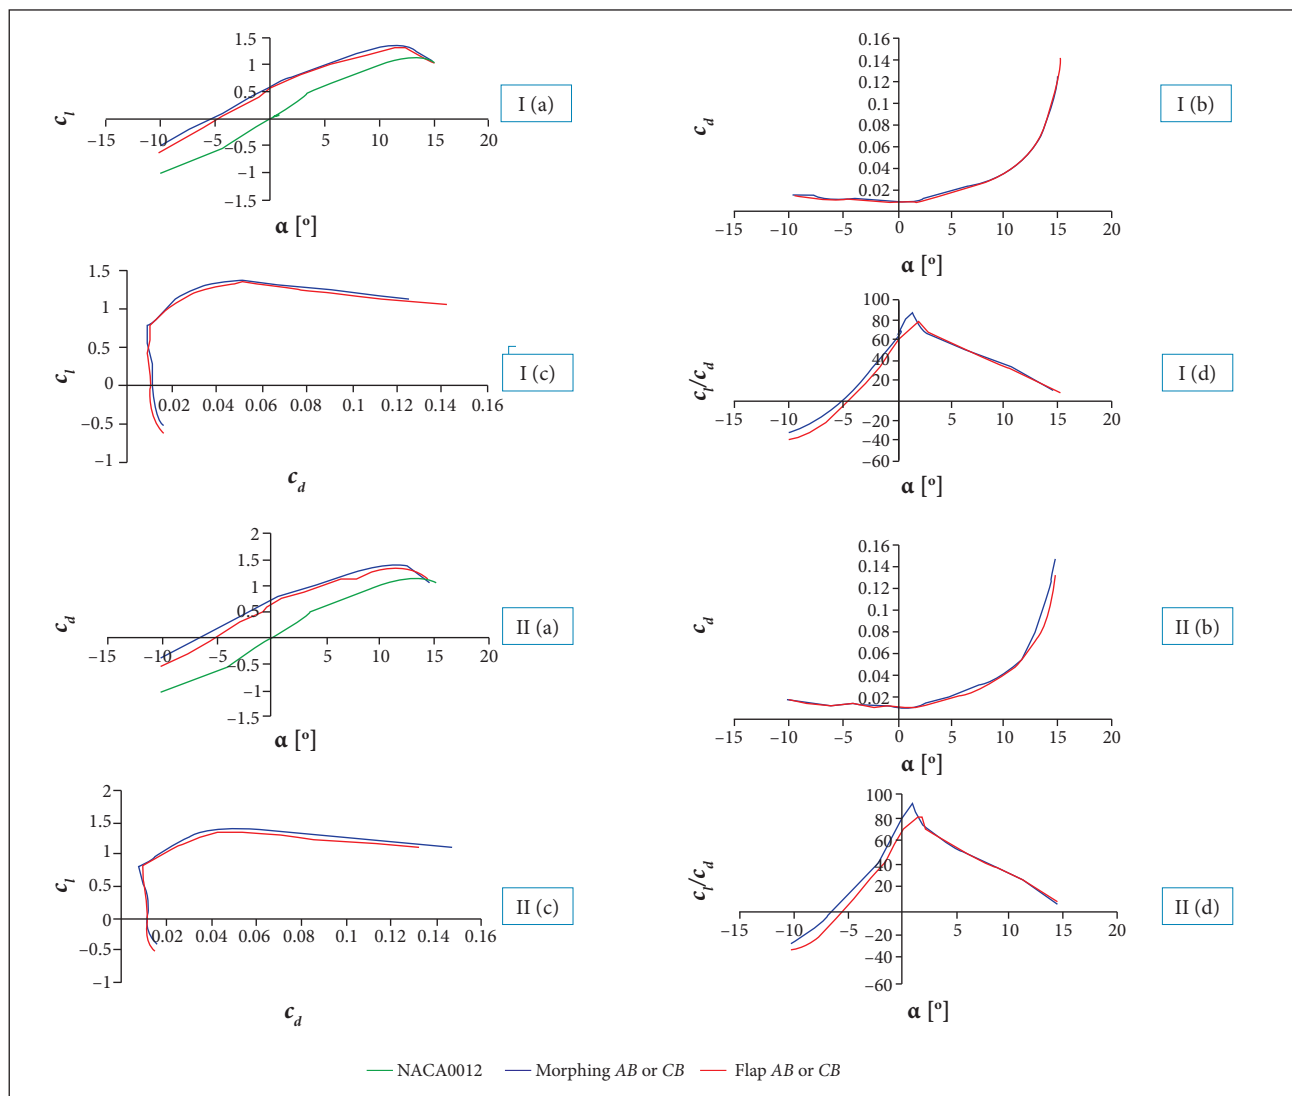 1.5
1
0.5
−0.5
−1
−1.5
−15 −10 −5 0 5 10 15 20
c_l
α [º]
I (a)
0.16
0.14
0.12
0.1
0.08
0.06
0.04
0.02
−15 −10 −5 0 5 10 15 20
c_d
α [º]
I (b)
1.5
1
0.5
0
−0.5
−1
0.02 0.04 0.06 0.08 0.1 0.12 0.14 0.16
c_l
c_d
I (c)
100
80
60
40
20
−20
−40
−60
−15 −10 −5 0 5 10 15 20
c_l/c_d
α [º]
I (d)
2
1.5
1
0.5
−0.5
−1
−1.5
−15 −10 −5 0 5 10 15 20
c_d
α [º]
II (a)
0.16
0.14
0.12
0.1
0.08
0.06
0.04
0.02
−15 −10 −5 0 5 10 15 20
c_d
α [º]
II (b)
2
1.5
1
0.5
0
−0.5
−1
0.02 0.04 0.06 0.08 0.1 0.12 0.14 0.16
c_l
c_d
II (c)
100
80
60
40
20
−20
−40
−60
−15 −10 −5 0 5 10 15 20
c_l/c_d
α [º]
II (d)
NACA0012 Morphing AB or CB Flap AB or CB